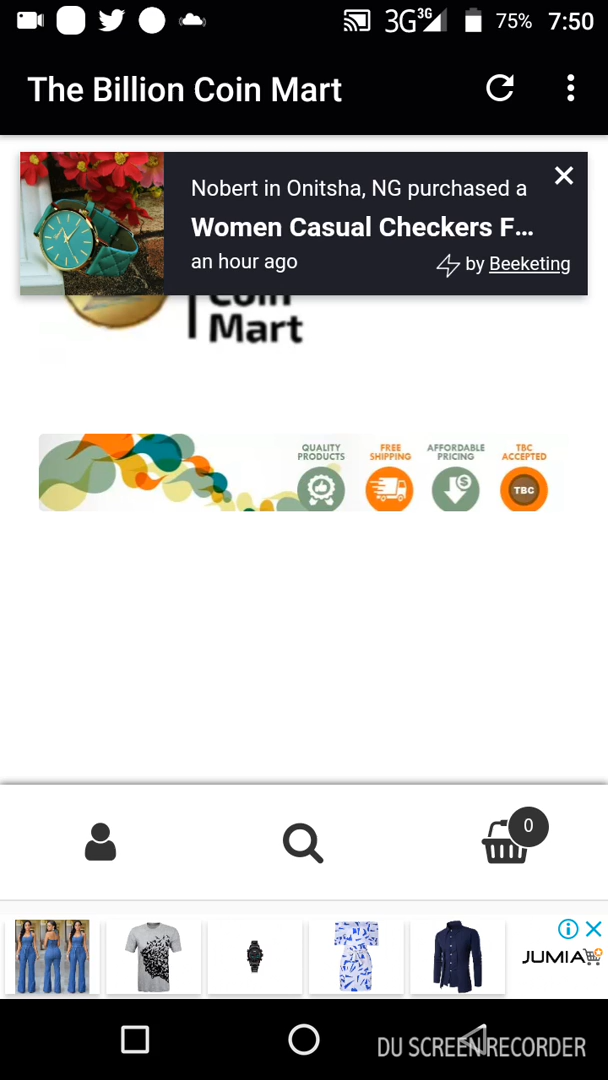 3G 3G 75% 7:50
The Billion Coin Mart
Nobert in Onitsha, NG purchased a
Women Casual Checkers F...
an hour ago
by Beeketing
Coin
Mart
QUALITY PRODUCTS
FREE SHIPPING
AFFORDABLE PRICING
TBC ACCEPTED
TBC
0
JUMIA
DU SCREEN RECORDER